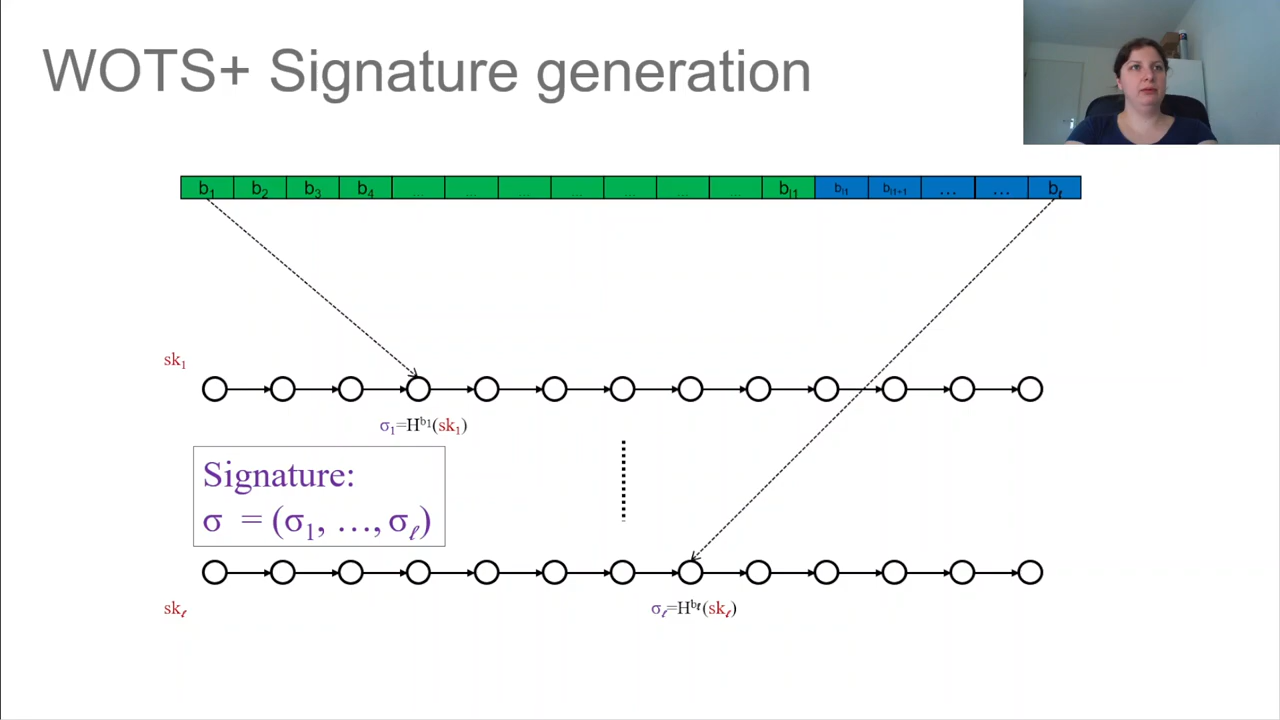 WOTS+ Signature generation
b₁ b₂ b₃ b₄ ... ... ... ... ... ... ... bₗ₁ bₗ₁ bₗ₁₊₁ ... ... bℓ
sk₁
σ₁=Hᵇ¹(sk₁)
Signature:
σ = (σ₁, …, σℓ)
skℓ
σℓ=Hᵇℓ(skℓ)